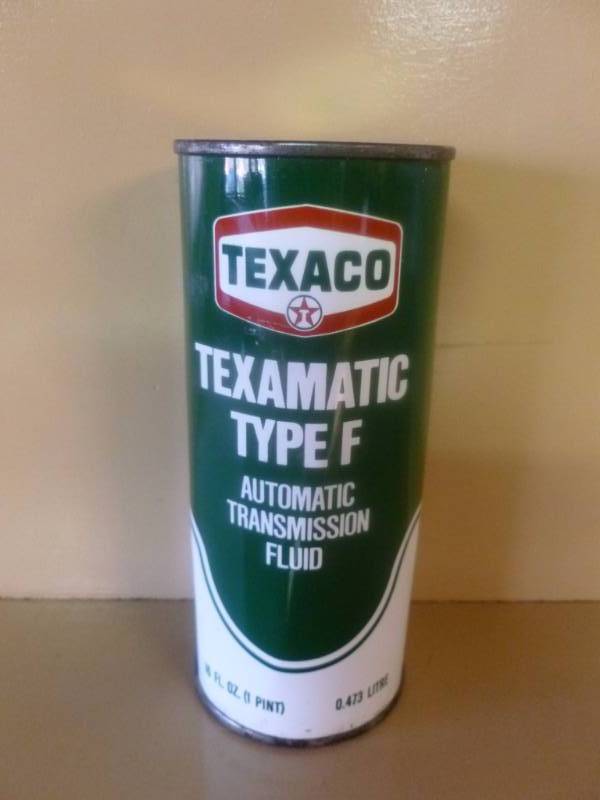 TEXACO
T
TEXAMATIC
TYPE F
AUTOMATIC
TRANSMISSION
FLUID
16 FL. OZ. (1 PINT) 0.473 LITRE